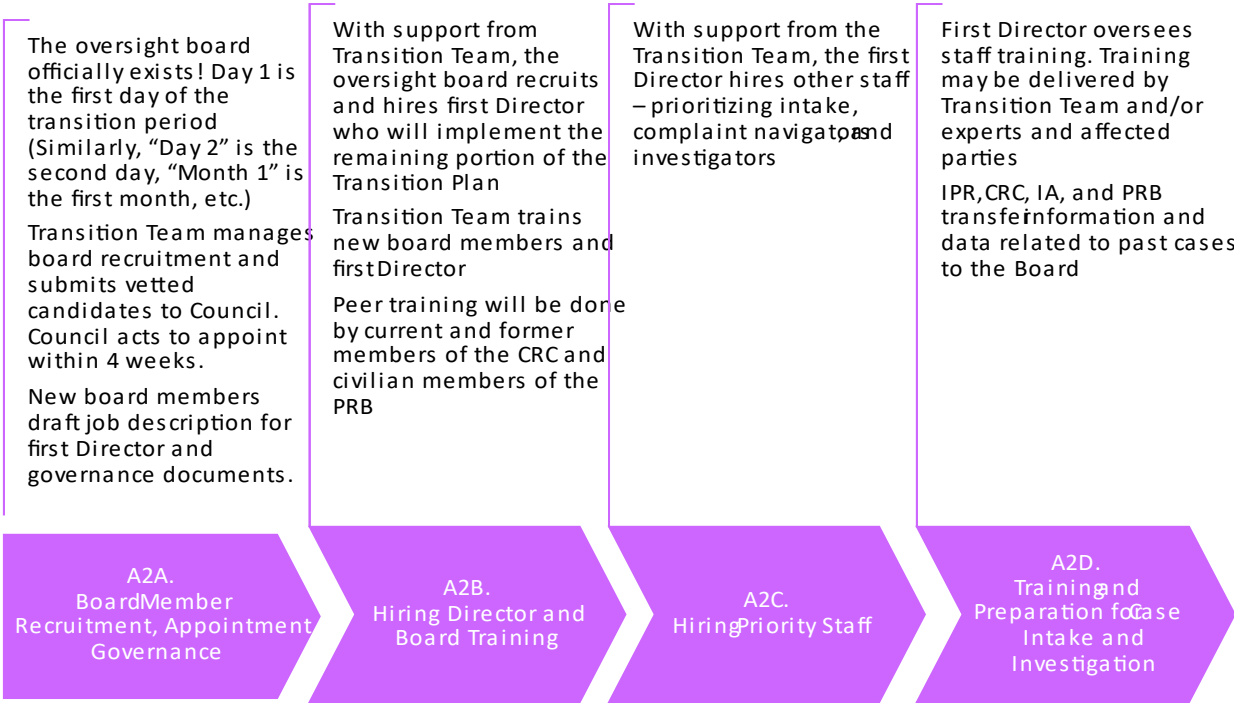 The oversight board
officially exists! Day 1 is
the first day of the
transition period
(Similarly, “Day 2” is the
second day, “Month 1” is
the first month, etc.)
Transition Team manages
board recruitment and
submits vetted
candidates to Council.
Council acts to appoint
within 4 weeks.
New board members
draft job description for
first Director and
governance documents.
With support from
Transition Team, the
oversight board recruits
and hires first Director
who will implement the
remaining portion of the
Transition Plan
Transition Team trains
new board members and
first Director
Peer training will be done
by current and former
members of the CRC and
civilian members of the
PRB
With support from the
Transition Team, the first
Director hires other staff
– prioritizing intake,
complaint navigators, and
investigators
First Director oversees
staff training. Training
may be delivered by
Transition Team and/or
experts and affected
parties
IPR, CRC, IA, and PRB
transfer information and
data related to past cases
to the Board
A2A.
Board Member
Recruitment, Appointment
Governance
A2B.
Hiring Director and
Board Training
A2C.
Hiring Priority Staff
A2D.
Training and
Preparation for Case
Intake and
Investigation